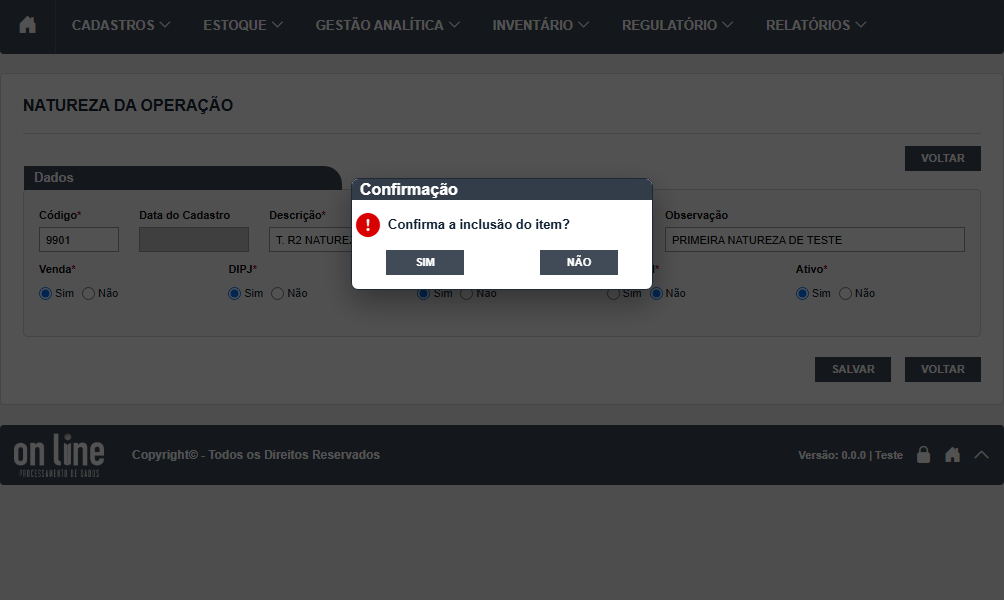 CADASTROS ESTOQUE GESTÃO ANALÍTICA INVENTÁRIO REGULATÓRIO RELATÓRIOS
NATUREZA DA OPERAÇÃO
VOLTAR
Dados
Confirmação
Confirma a inclusão do item?
SIM NÃO
Código* Data do Cadastro Descrição* Observação
9901 T. R2 PRIMEIRA NATUREZA DE TESTE
Venda* DIPJ* Ativo*
Sim Não Sim Não Sim Não Sim Não Sim Não
SALVAR VOLTAR
on line
PROCESSAMENTO DE DADOS
Copyright© - Todos os Direitos Reservados
Versão: 0.0.0 | Teste